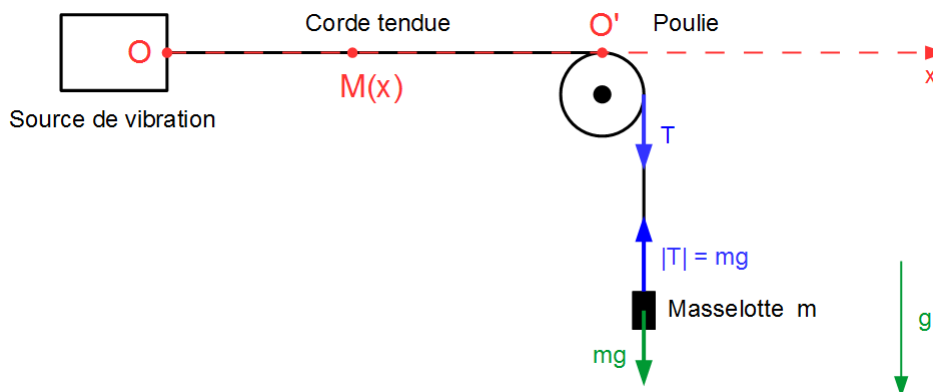 Corde tendue
O'
Poulie
O
M(x)
x
Source de vibration
T
|T| = mg
Masselotte m
g
mg